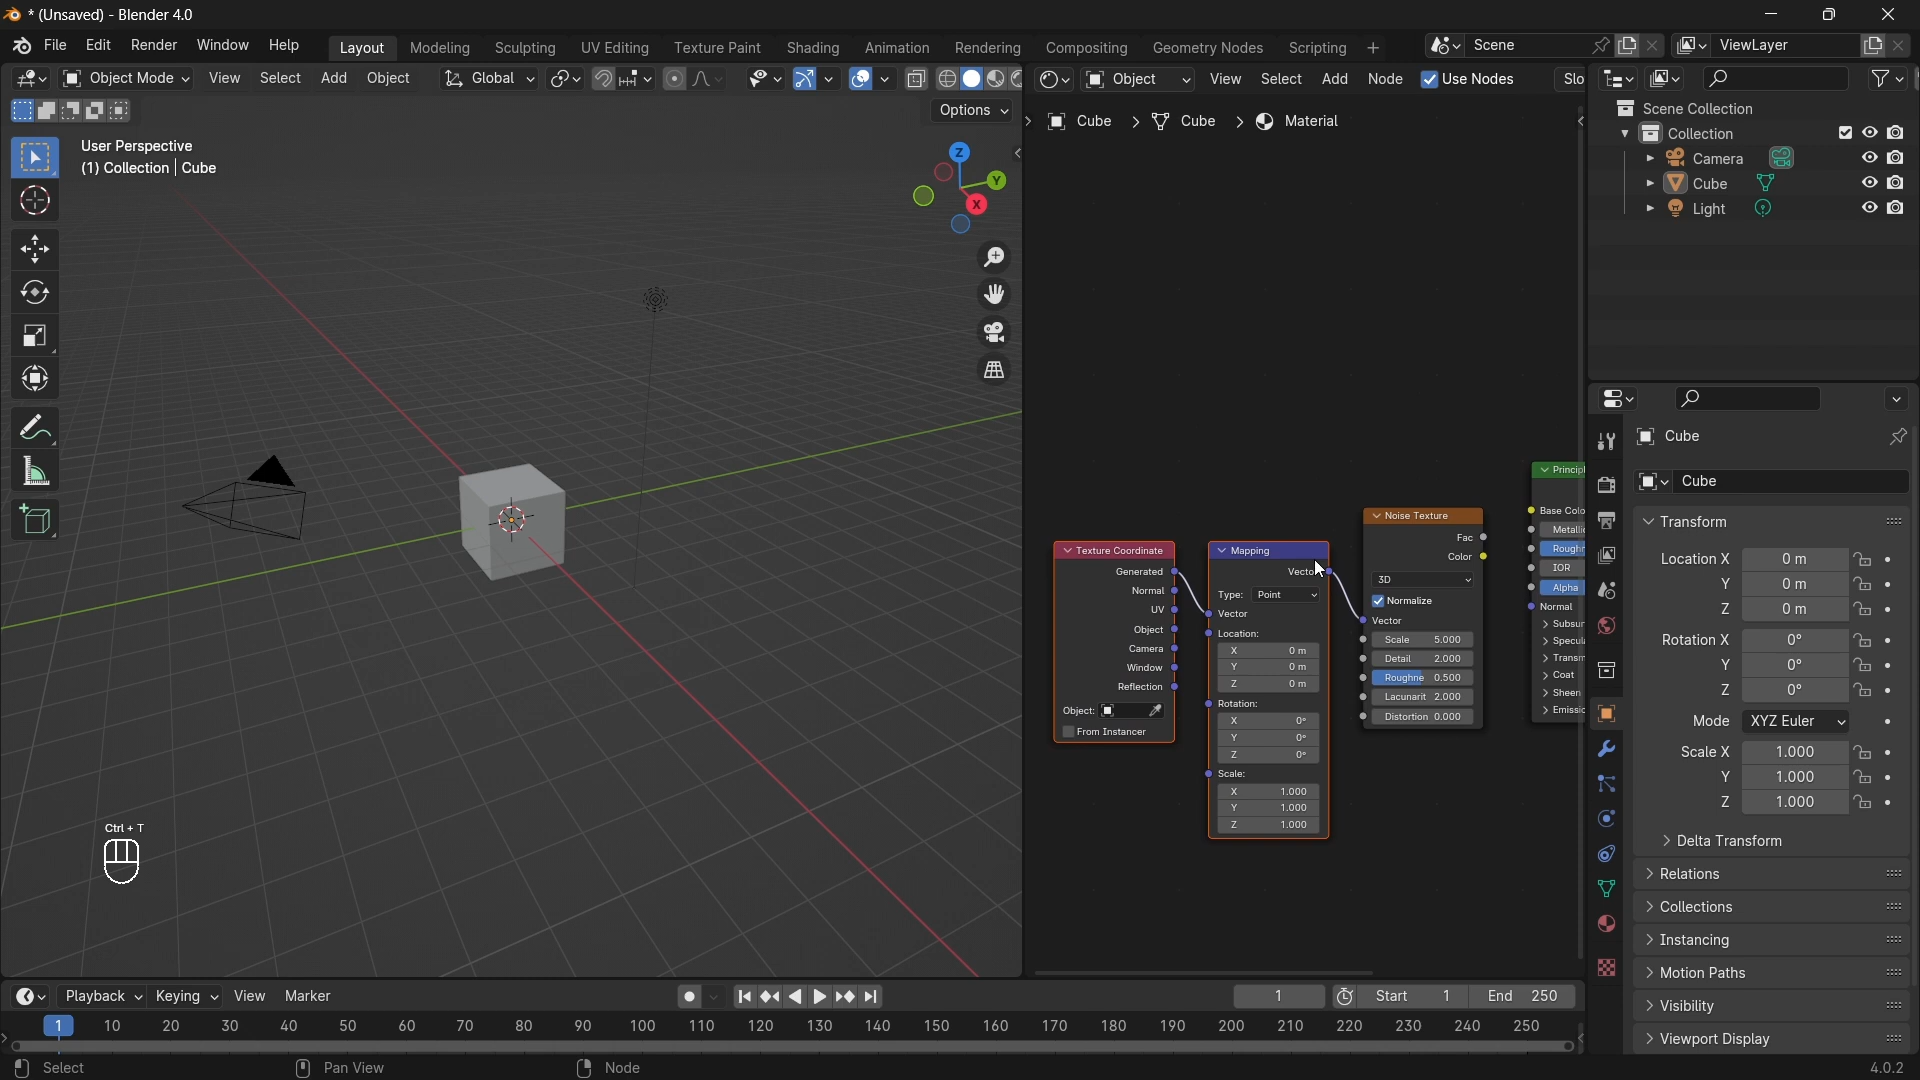 * (Unsaved) - Blender 4.0
File Edit Render Window Help Layout Modeling Sculpting UV Editing Texture Paint Shading Animation Rendering Compositing Geometry Nodes Scripting + Scene ViewLayer
Object Mode View Select Add Object Global
Object View Select Add Node Use Nodes Slo
Options
User Perspective
(1) Collection | Cube
Z
Y
X
Ctrl + T
Cube > Cube > Material
Texture Coordinate
Generated
Normal
UV
Object
Camera
Window
Reflection
Object:
From Instancer
Mapping
Vecto
Type: Point
Vector
Location:
X 0 m
Y 0 m
Z 0 m
Rotation:
X 0°
Y 0°
Z 0°
Scale:
X 1.000
Y 1.000
Z 1.000
Noise Texture
Fac
Color
3D
Normalize
Vector
Scale 5.000
Detail 2.000
Roughne 0.500
Lacunarit 2.000
Distortion 0.000
Principl
Base Colo
Metallic
Roughn
IOR
Alpha
Normal
Subsur
Specula
Transm
Coat
Sheen
Emissic
Scene Collection
Collection
Camera
Cube
Light
Cube
Cube
Transform
Location X 0 m
Y 0 m
Z 0 m
Rotation X 0°
Y 0°
Z 0°
Mode XYZ Euler
Scale X 1.000
Y 1.000
Z 1.000
Delta Transform
Relations
Collections
Instancing
Motion Paths
Visibility
Viewport Display
Playback Keying View Marker 1 Start 1 End 250
1 10 20 30 40 50 60 70 80 90 100 110 120 130 140 150 160 170 180 190 200 210 220 230 240 250
Select Pan View Node 4.0.2